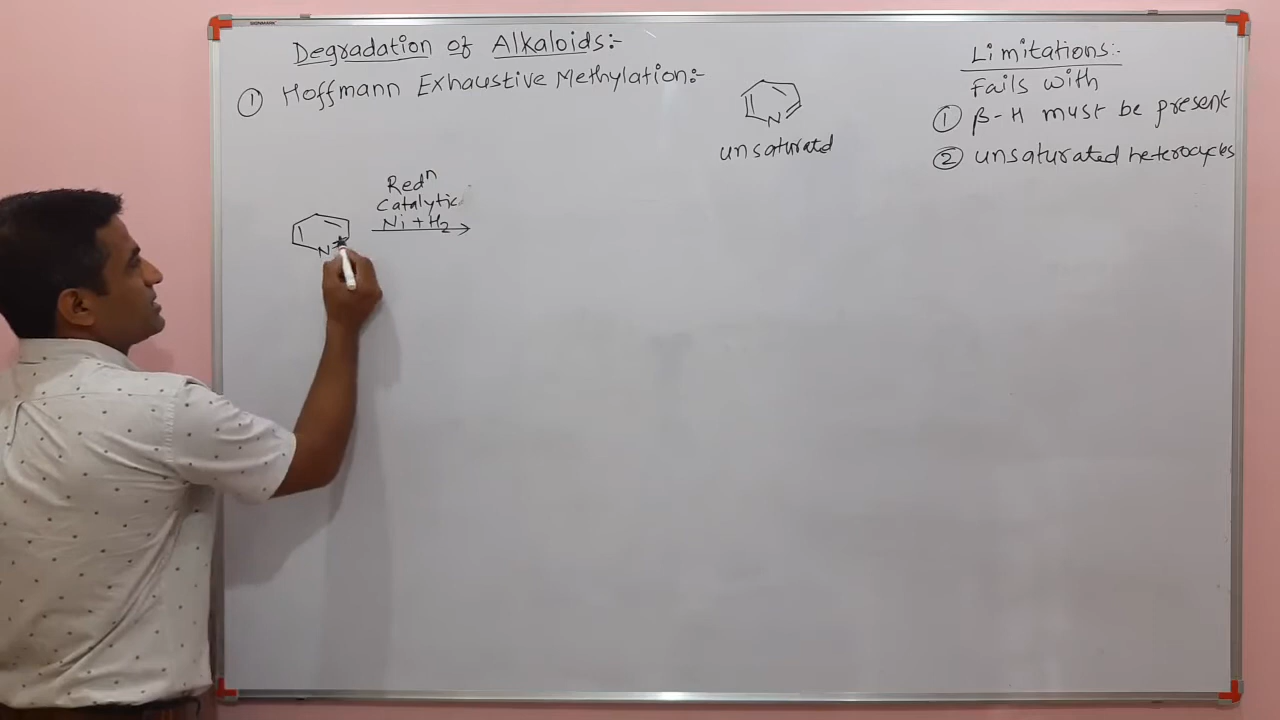 Degradation of Alkaloids:-
① Hoffmann Exhaustive Methylation:-
N
unsaturated
Limitations:-
Fails with
① β-H must be present
② unsaturated heterocycles
Redⁿ
Catalytic
Ni + H₂
N